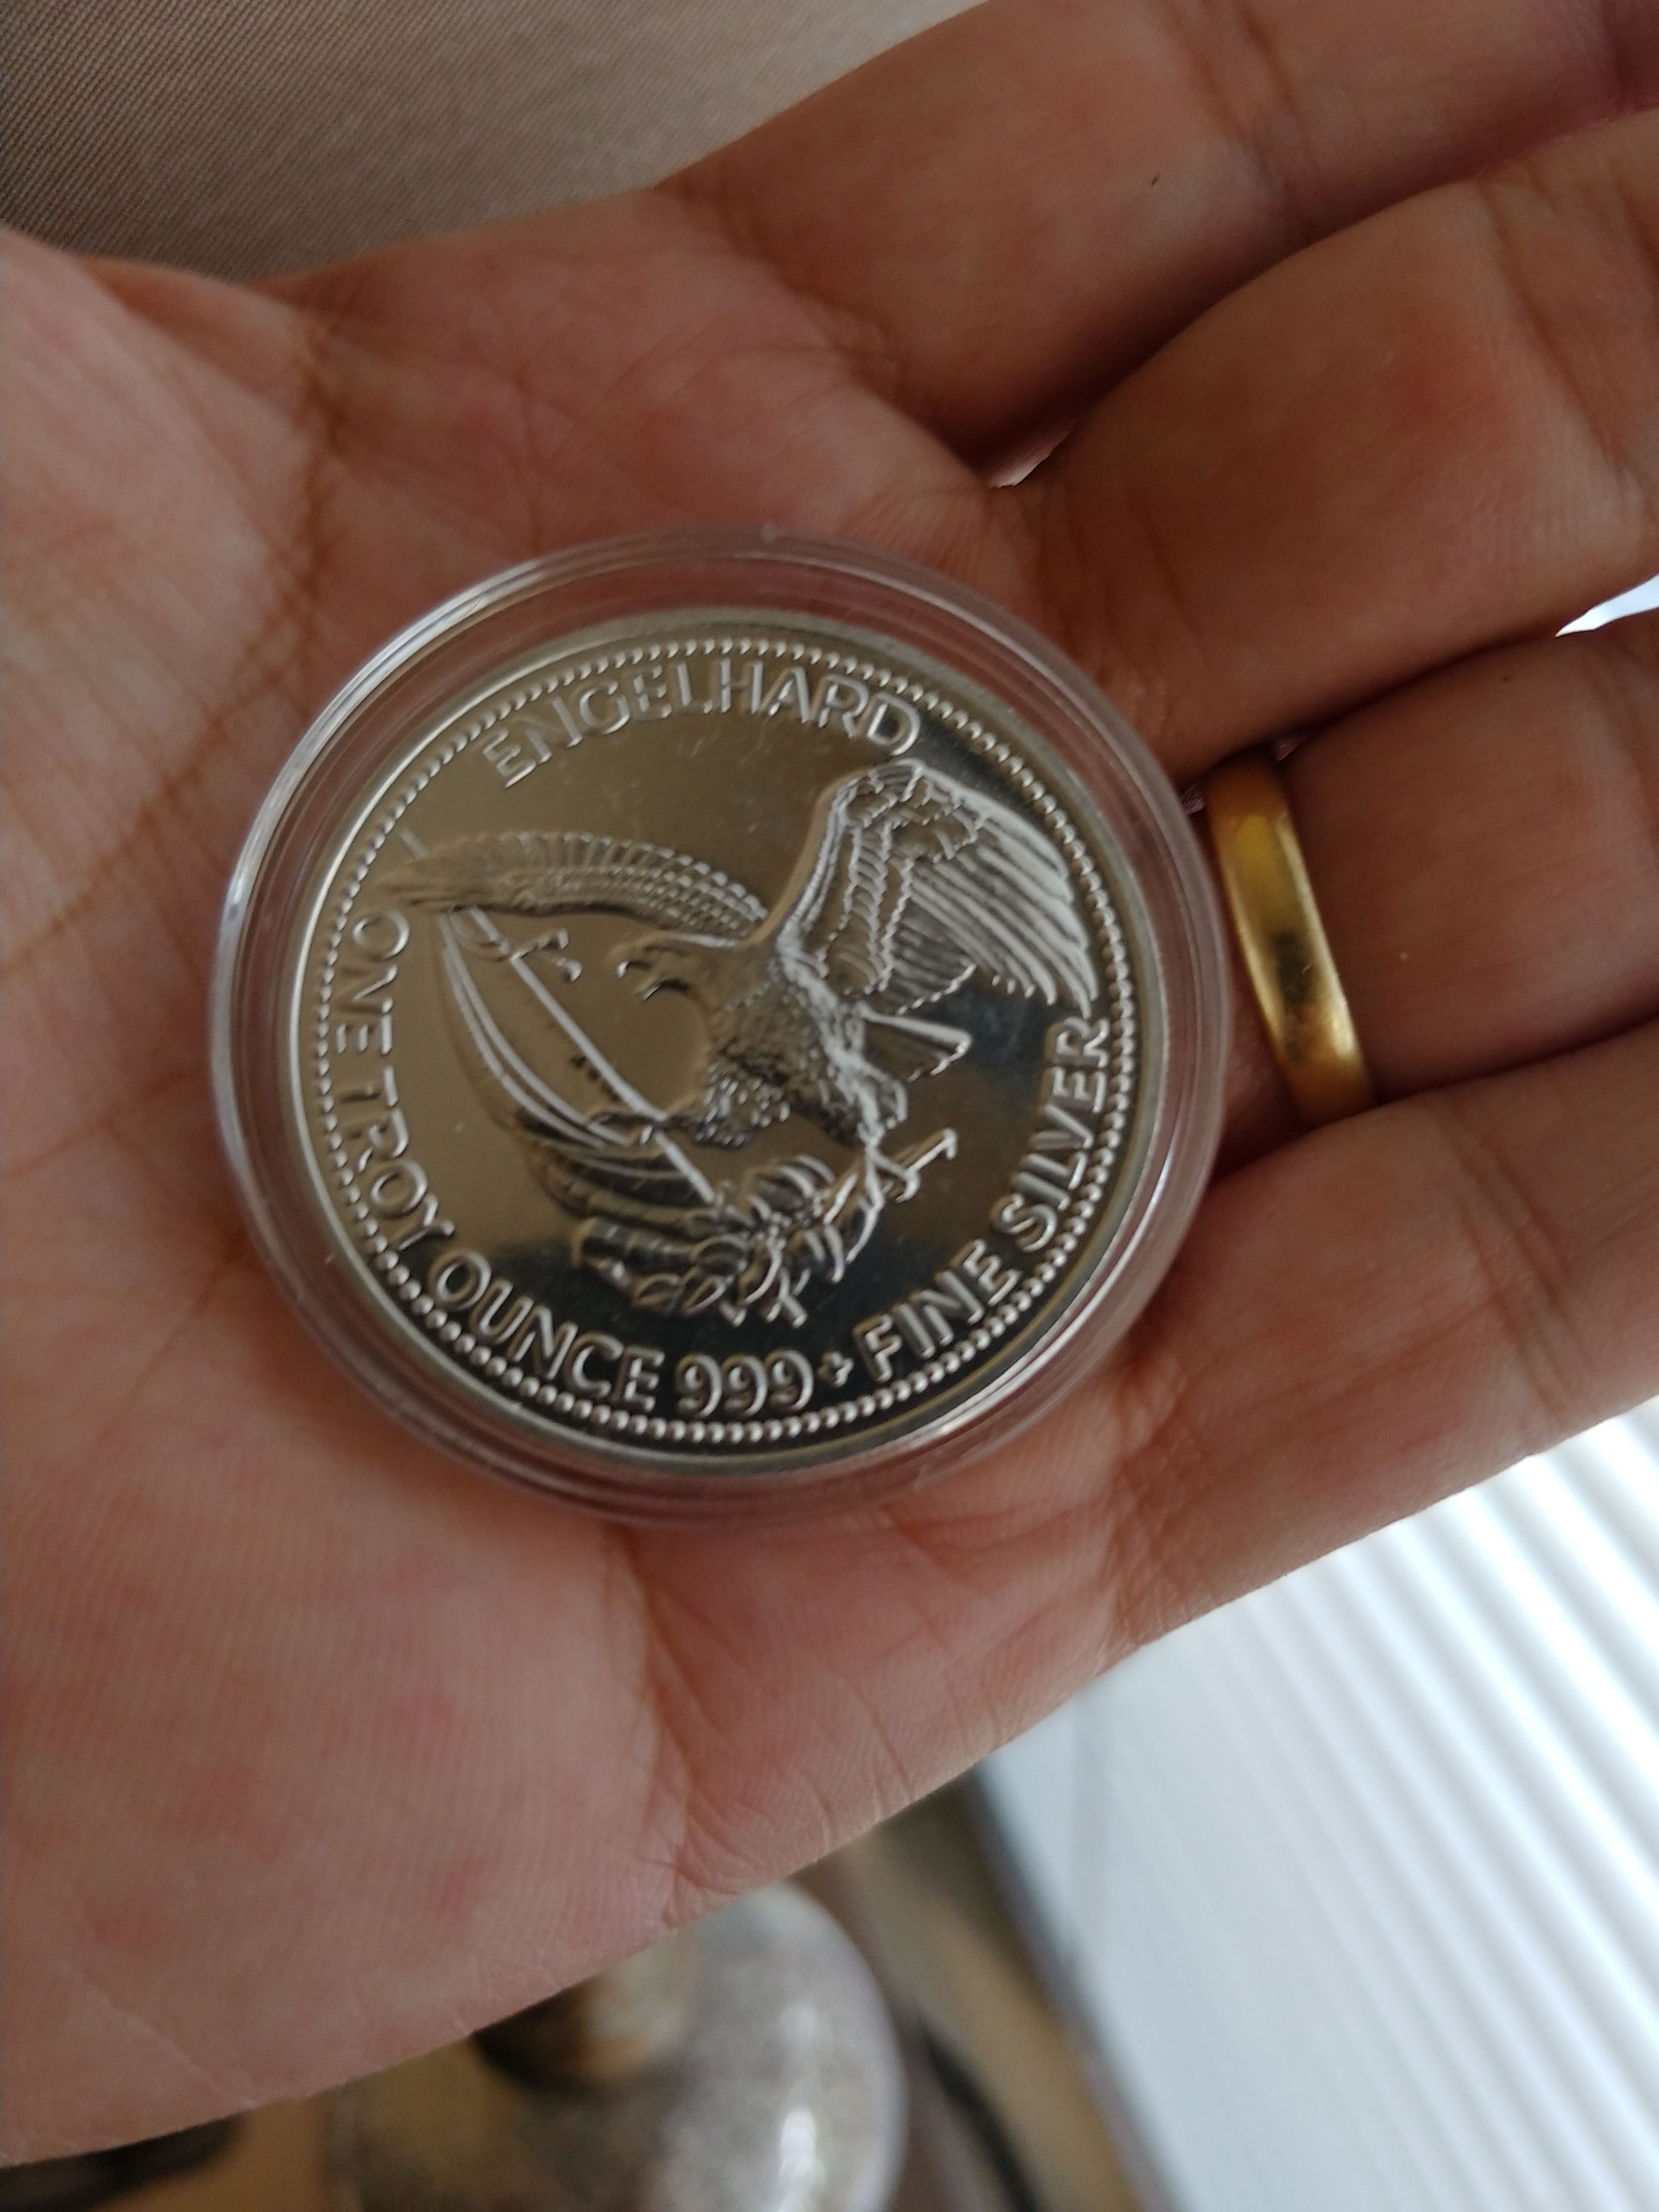 ENGELHARD
ONE TROY OUNCE 999+ FINE SILVER